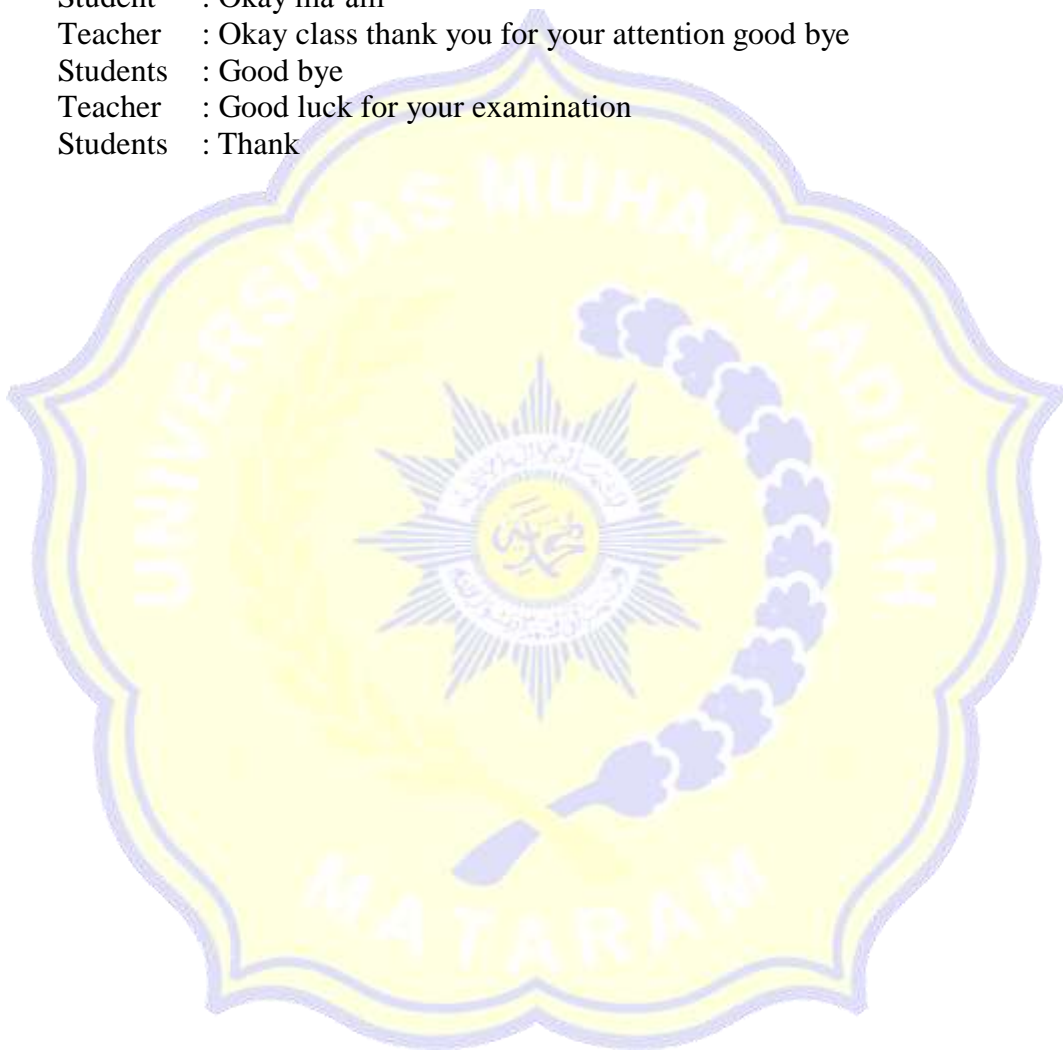 Student : Okay ma'am
Teacher : Okay class thank you for your attention good bye
Students : Good bye
Teacher : Good luck for your examination
Students : Thank
UNIVERSITAS MUHAMMADIYAH
MATARAM